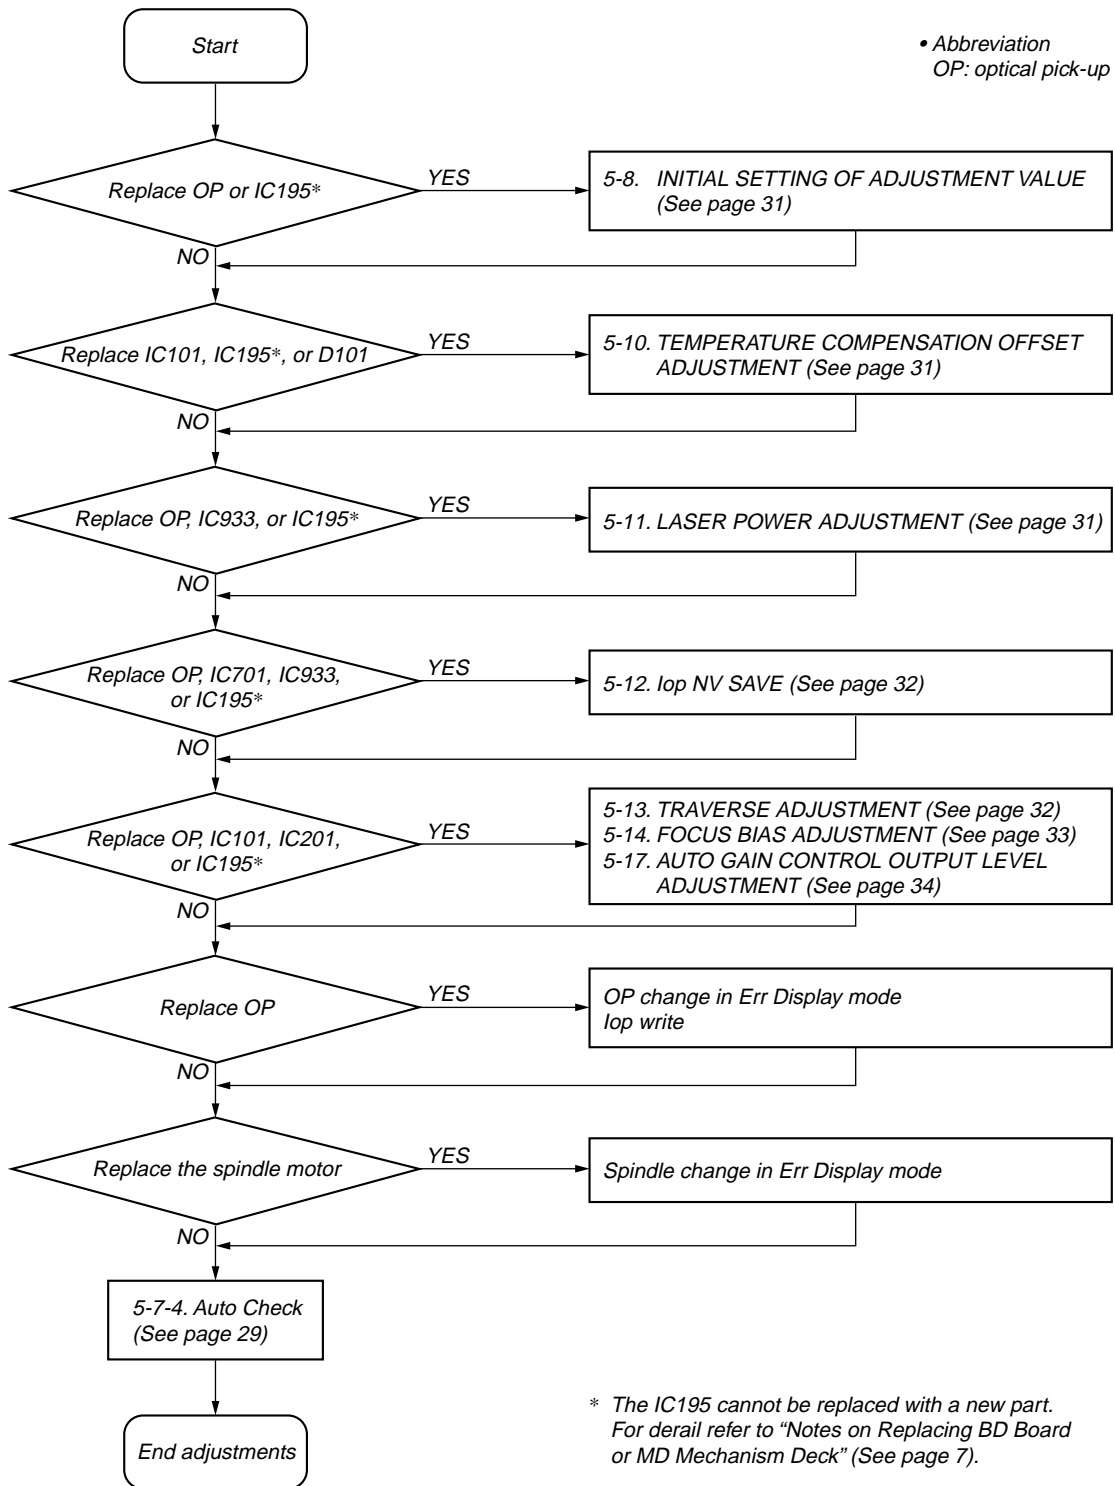 Start
• Abbreviation
OP: optical pick-up
Replace OP or IC195*
YES
5-8. INITIAL SETTING OF ADJUSTMENT VALUE
(See page 31)
NO
Replace IC101, IC195*, or D101
YES
5-10. TEMPERATURE COMPENSATION OFFSET
ADJUSTMENT (See page 31)
NO
Replace OP, IC933, or IC195*
YES
5-11. LASER POWER ADJUSTMENT (See page 31)
NO
Replace OP, IC701, IC933,
or IC195*
YES
5-12. Iop NV SAVE (See page 32)
NO
Replace OP, IC101, IC201,
or IC195*
YES
5-13. TRAVERSE ADJUSTMENT (See page 32)
5-14. FOCUS BIAS ADJUSTMENT (See page 33)
5-17. AUTO GAIN CONTROL OUTPUT LEVEL
ADJUSTMENT (See page 34)
NO
Replace OP
YES
OP change in Err Display mode
Iop write
NO
Replace the spindle motor
YES
Spindle change in Err Display mode
NO
5-7-4. Auto Check
(See page 29)
End adjustments
* The IC195 cannot be replaced with a new part.
For derail refer to “Notes on Replacing BD Board
or MD Mechanism Deck” (See page 7).